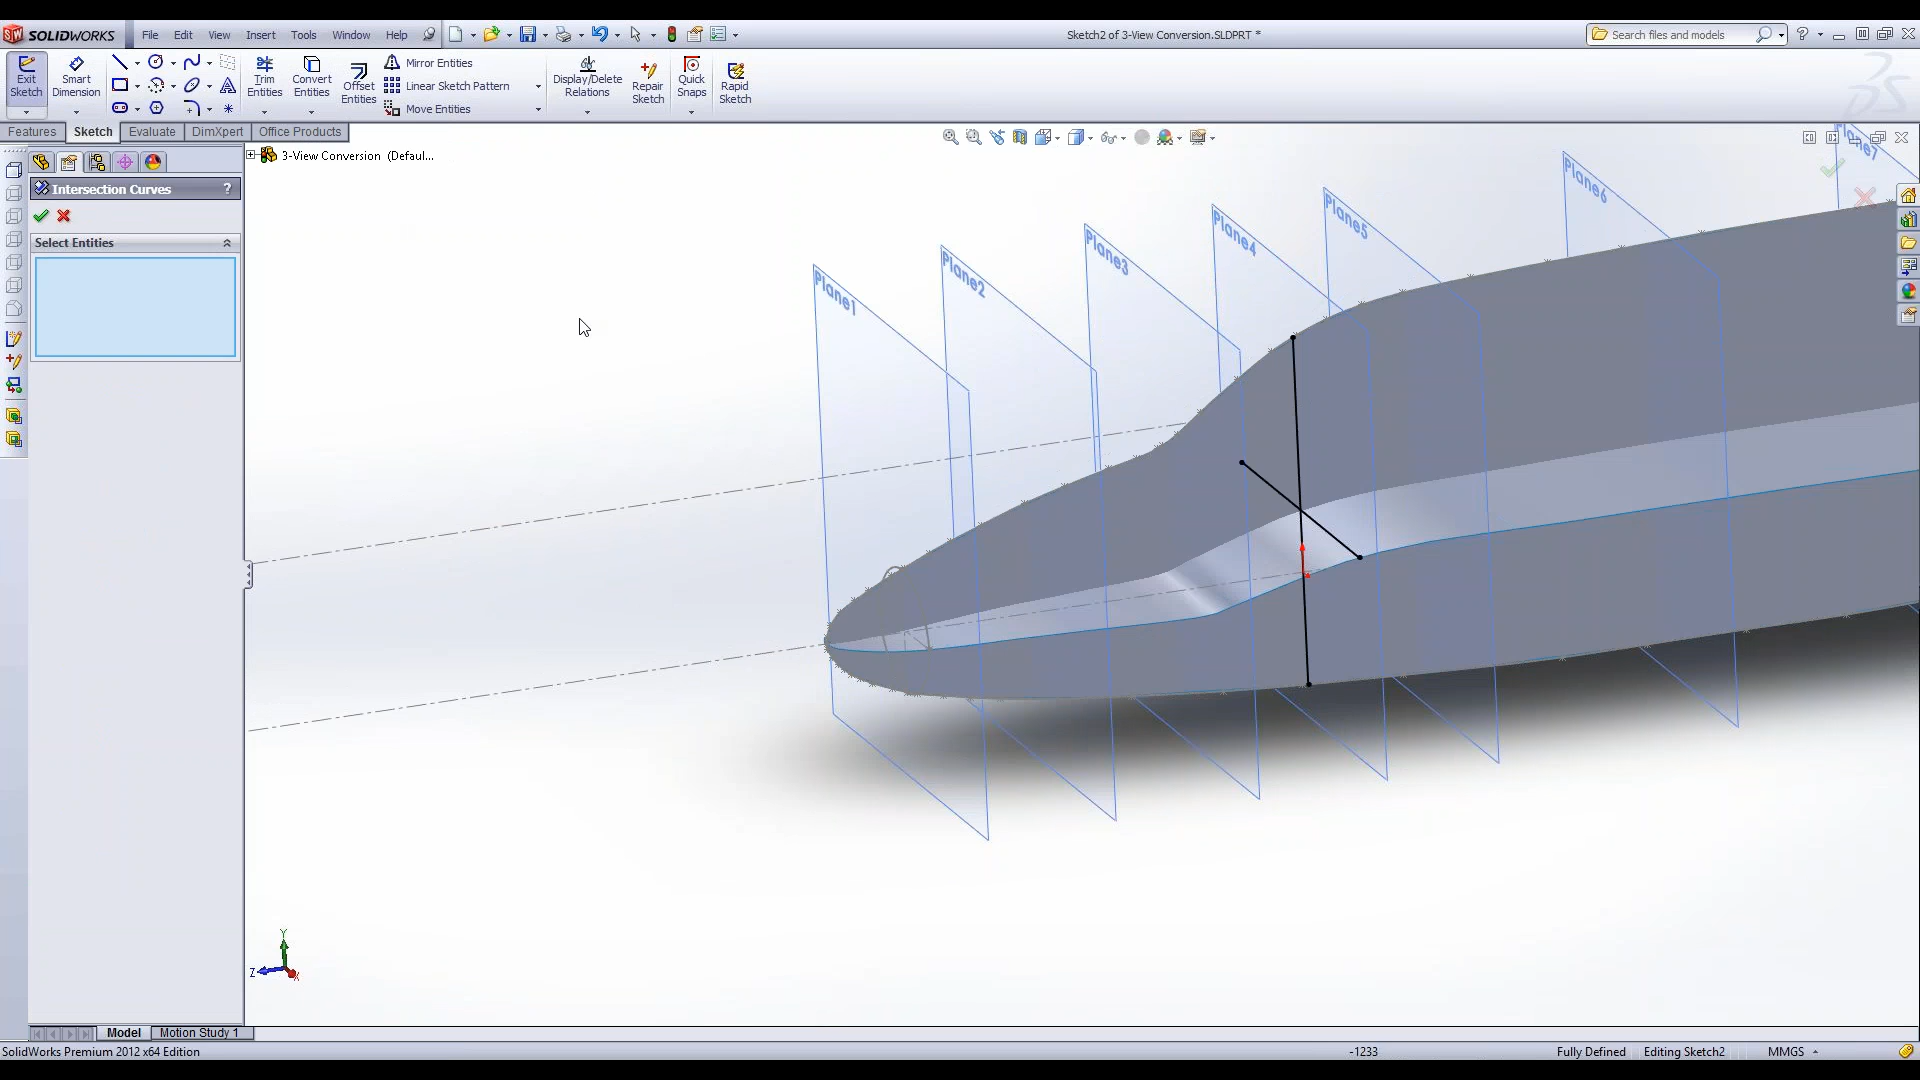 SOLIDWORKS File Edit View Insert Tools Window Help Sketch2 of 3-View Conversion.SLDPRT * Search files and models
Exit Sketch
Smart Dimension
Trim Entities
Convert Entities
Offset Entities
Mirror Entities
Linear Sketch Pattern
Move Entities
Display/Delete Relations
Repair Sketch
Quick Snaps
Rapid Sketch
Features Sketch Evaluate DimXpert Office Products
3-View Conversion (Defaul...
Intersection Curves ?
Select Entities
Plane1
Plane2
Plane3
Plane4
Plane5
Plane6
Plane7
Y
Z
X
Model Motion Study 1
SolidWorks Premium 2012 x64 Edition -1233 Fully Defined Editing Sketch2 MMGS